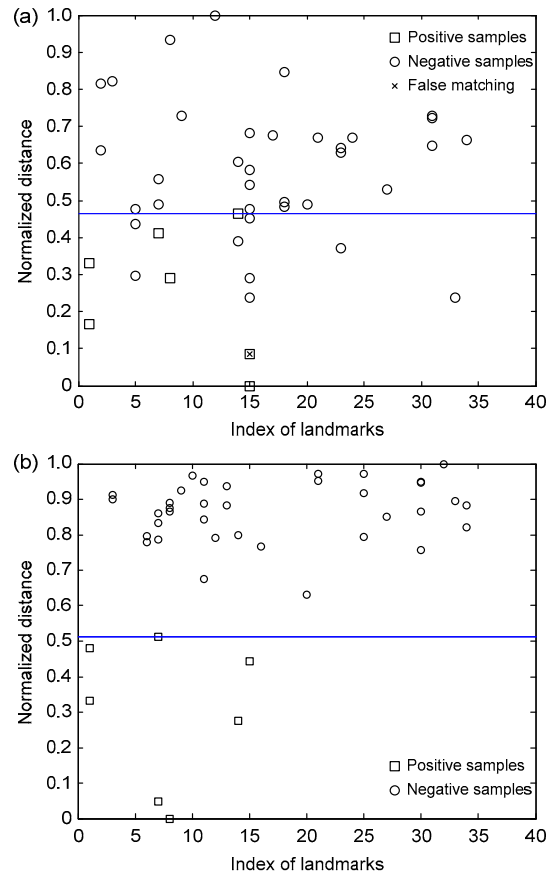 (a)
1.0
0.9
0.8
0.7
0.6
0.5
0.4
0.3
0.2
0.1
0
Normalized distance
Positive samples
Negative samples
False matching
0 5 10 15 20 25 30 35 40
Index of landmarks
(b)
1.0
0.9
0.8
0.7
0.6
0.5
0.4
0.3
0.2
0.1
0
Normalized distance
Positive samples
Negative samples
0 5 10 15 20 25 30 35 40
Index of landmarks